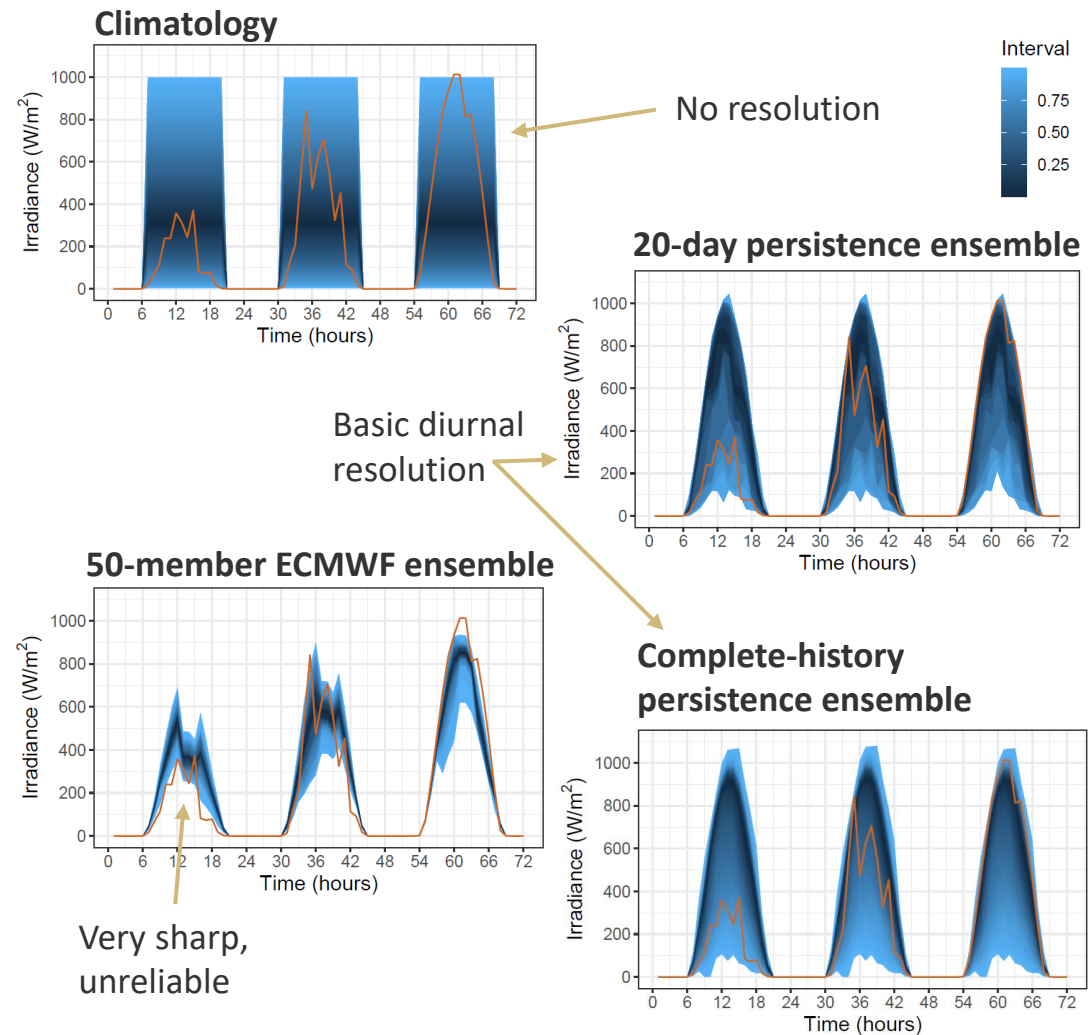 Climatology
Irradiance (W/m²)
1000
800
600
400
200
0
0 6 12 18 24 30 36 42 48 54 60 66 72
Time (hours)
No resolution
Interval
0.75
0.50
0.25
20-day persistence ensemble
Irradiance (W/m²)
1000
800
600
400
200
0
0 6 12 18 24 30 36 42 48 54 60 66 72
Time (hours)
Basic diurnal
resolution
50-member ECMWF ensemble
Irradiance (W/m²)
1000
800
600
400
200
0
0 6 12 18 24 30 36 42 48 54 60 66 72
Time (hours)
Very sharp,
unreliable
Complete-history
persistence ensemble
Irradiance (W/m²)
1000
800
600
400
200
0
0 6 12 18 24 30 36 42 48 54 60 66 72
Time (hours)